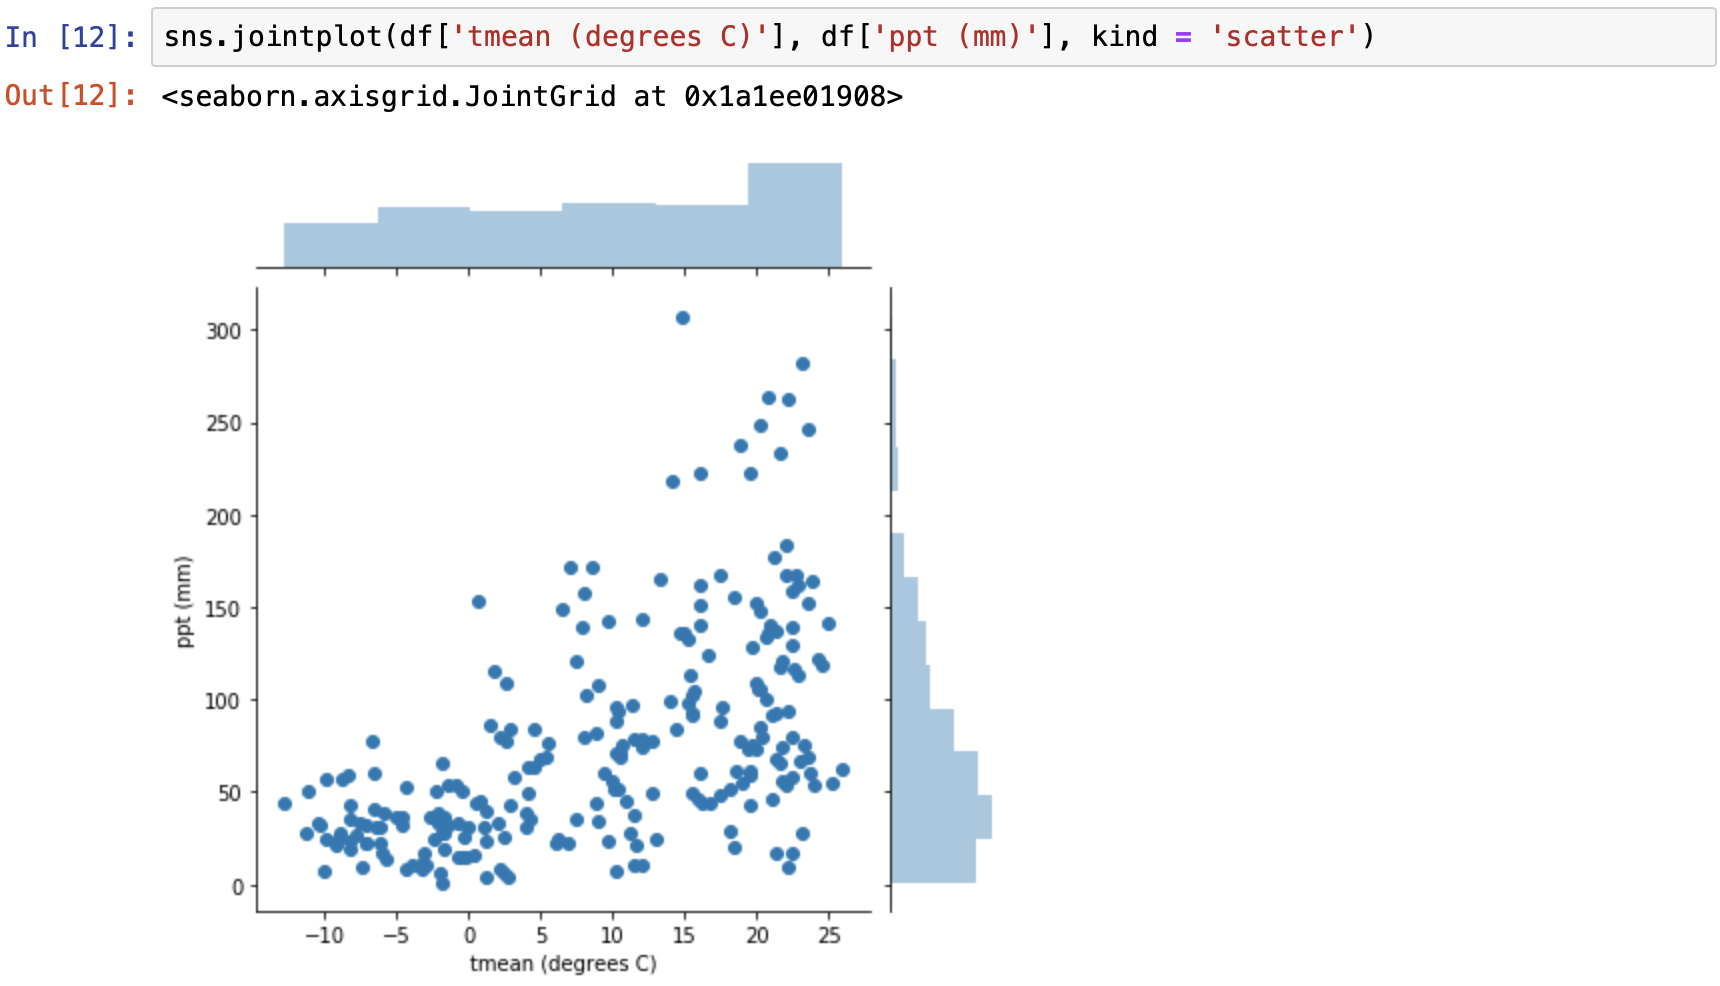 In [12]: sns.jointplot(df['tmean (degrees C)'], df['ppt (mm)'], kind = 'scatter')
Out[12]: <seaborn.axisgrid.JointGrid at 0x1a1ee01908>
300
250
200
150
100
50
0
ppt (mm)
−10 −5 0 5 10 15 20 25
tmean (degrees C)